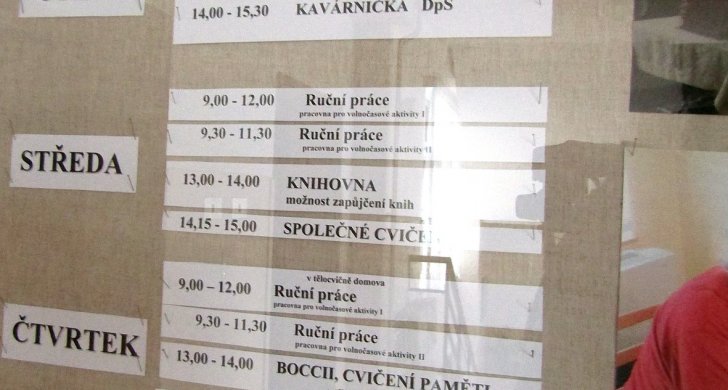 14,00 - 15,30 KAVÁRNIČKA DpS
STŘEDA
9,00 - 12,00 Ruční práce
pracovna pro volnočasové aktivity I
9,30 - 11,30 Ruční práce
pracovna pro volnočasové aktivity II
13,00 - 14,00 KNIHOVNA
možnost zapůjčení knih
14,15 - 15,00 SPOLEČNÉ
v tělocvičně domova
ČTVRTEK
9,00 – 12,00 Ruční práce
pracovna pro volnočasové aktivity I
9,30 - 11,30 Ruční práce
pracovna pro volnočasové aktivity II
13,00 - 14,00 BOCCII, CVIČENÍ PAMĚTI